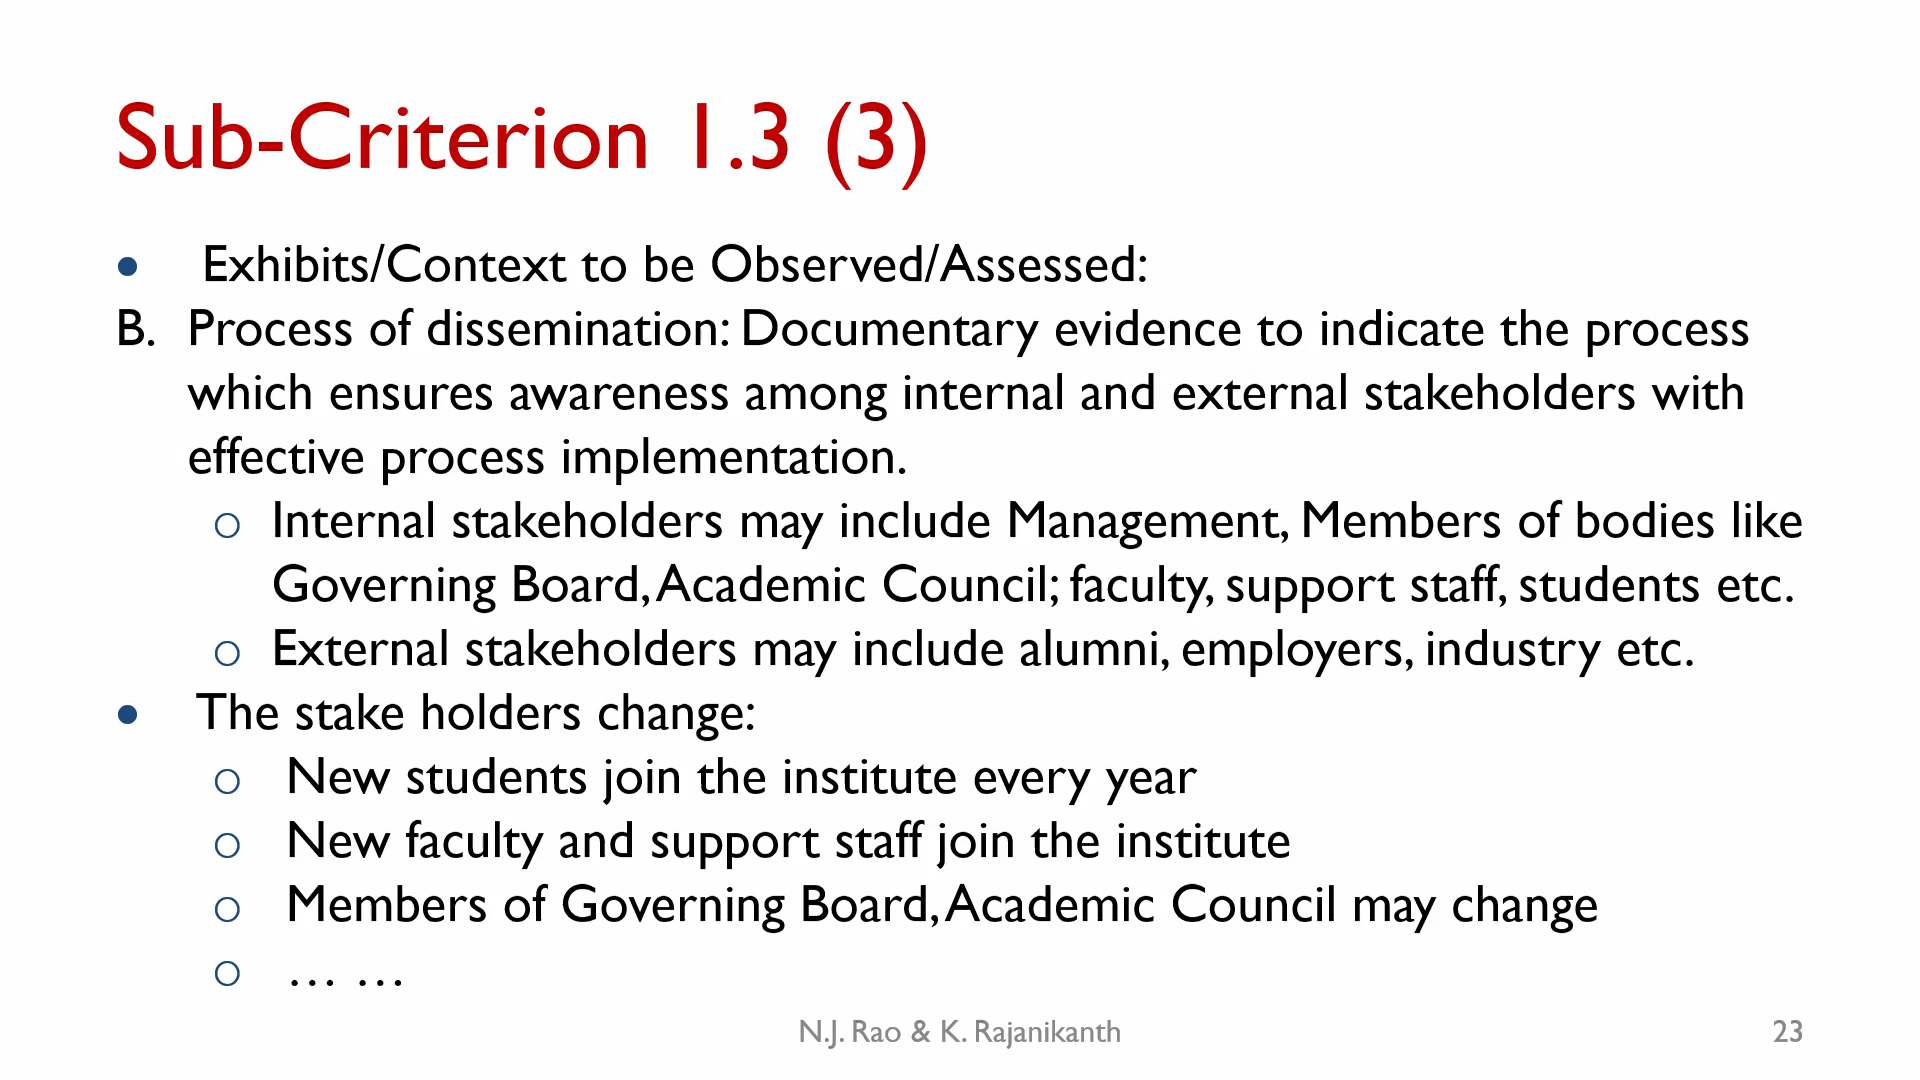 Sub-Criterion 1.3 (3)
• Exhibits/Context to be Observed/Assessed:
B. Process of dissemination: Documentary evidence to indicate the process
which ensures awareness among internal and external stakeholders with
effective process implementation.
o Internal stakeholders may include Management, Members of bodies like
Governing Board, Academic Council; faculty, support staff, students etc.
o External stakeholders may include alumni, employers, industry etc.
• The stake holders change:
o New students join the institute every year
o New faculty and support staff join the institute
o Members of Governing Board, Academic Council may change
o … …
N.J. Rao & K. Rajanikanth
23